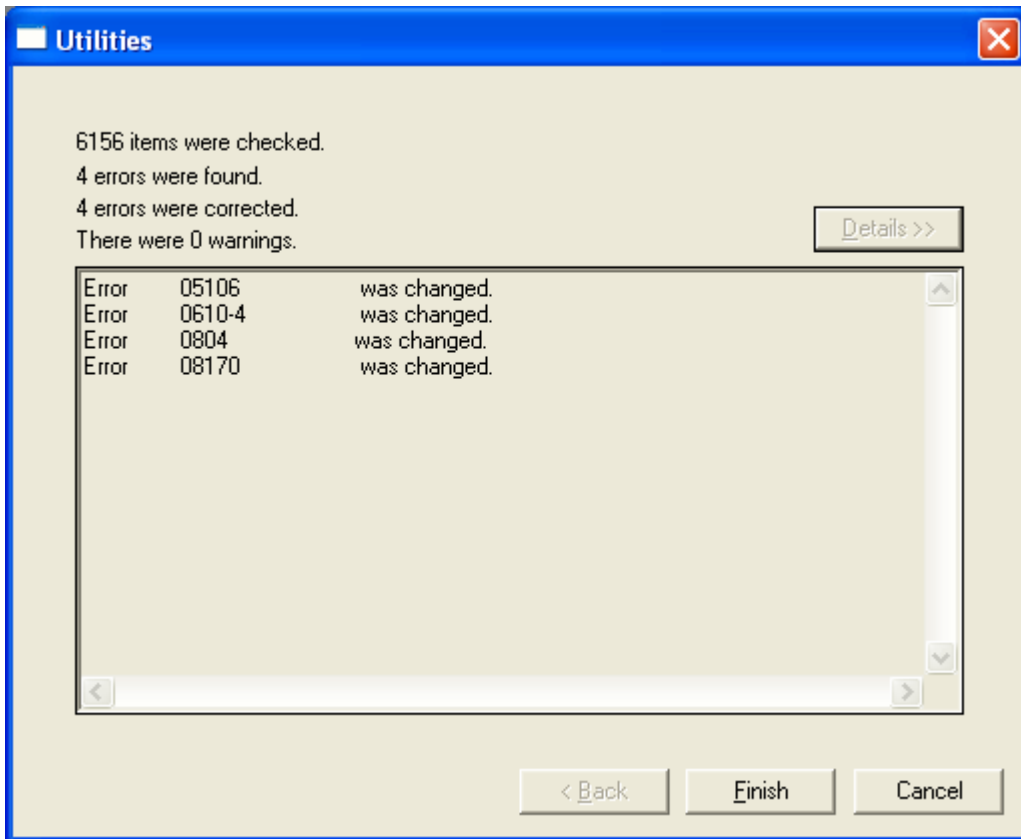 Utilities
6156 items were checked.
4 errors were found.
4 errors were corrected.
There were 0 warnings.
Details >>
Error 05106 was changed.
Error 0610-4 was changed.
Error 0804 was changed.
Error 08170 was changed.
< Back Finish Cancel